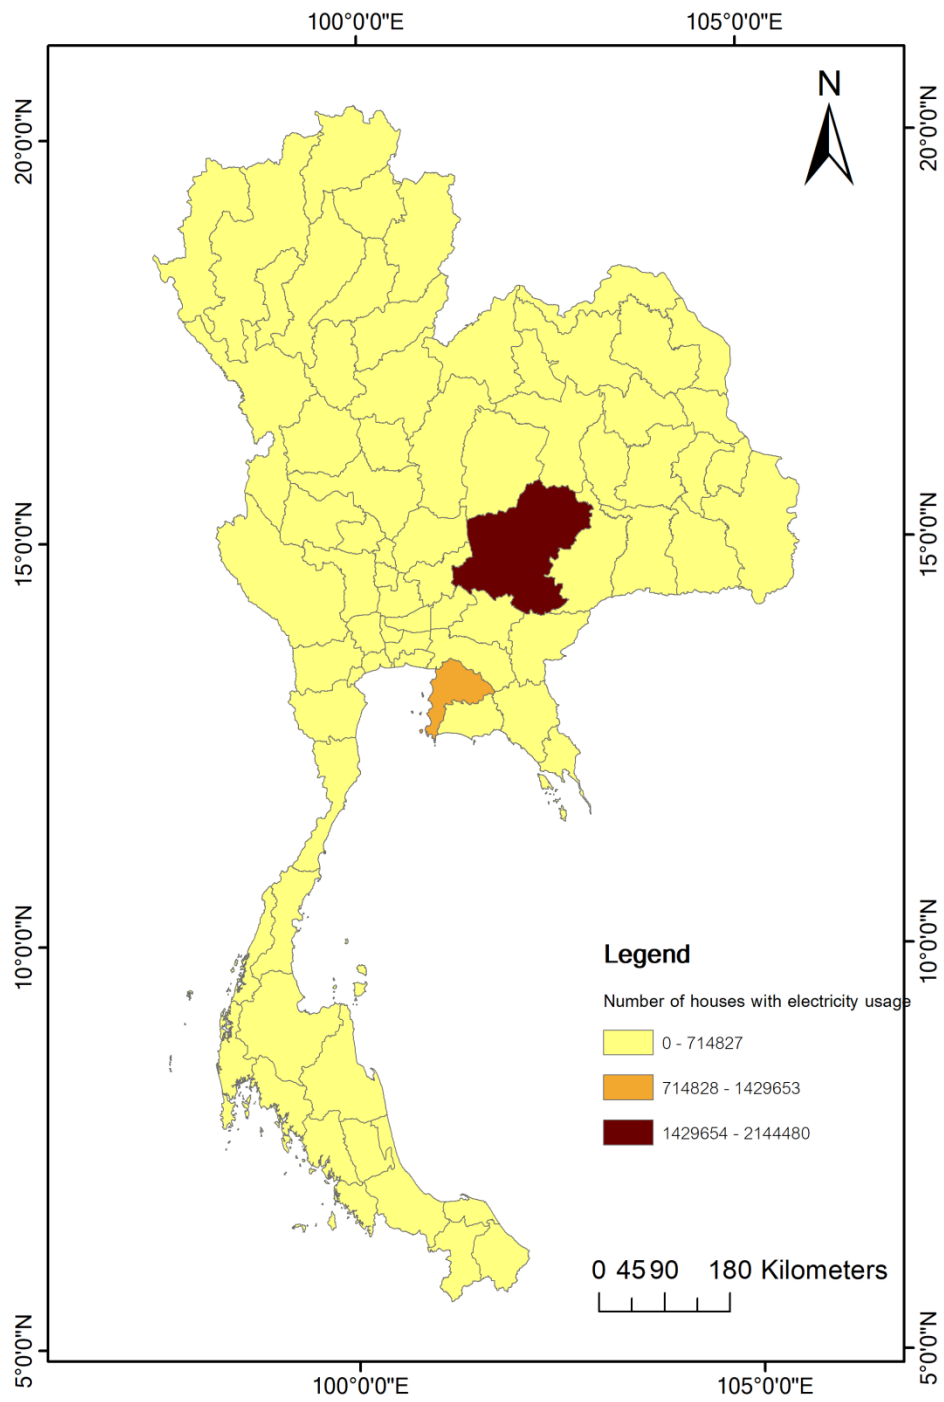 100°0'0"E 105°0'0"E
N
20°0'0"N 20°0'0"N
15°0'0"N 15°0'0"N
10°0'0"N 10°0'0"N
Legend
Number of houses with electricity usage
0 - 714827
714828 - 1429653
1429654 - 2144480
0 45 90 180 Kilometers
5°0'0"N 5°0'0"N
100°0'0"E 105°0'0"E